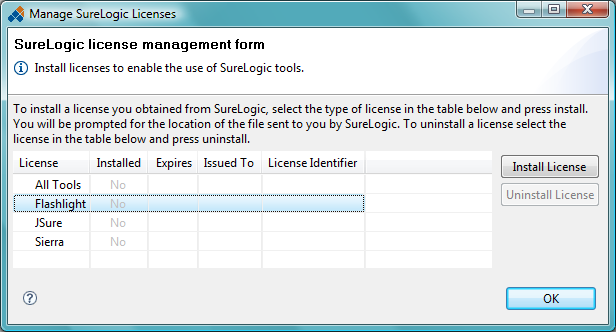 Manage SureLogic Licenses
SureLogic license management form
Install licenses to enable the use of SureLogic tools.
To install a license you obtained from SureLogic, select the type of license in the table below and press install.
You will be prompted for the location of the file sent to you by SureLogic. To uninstall a license select the
license in the table below and press uninstall.
License Installed Expires Issued To License Identifier
All Tools No
Flashlight No
JSure No
Sierra No
Install License
Uninstall License
?
OK